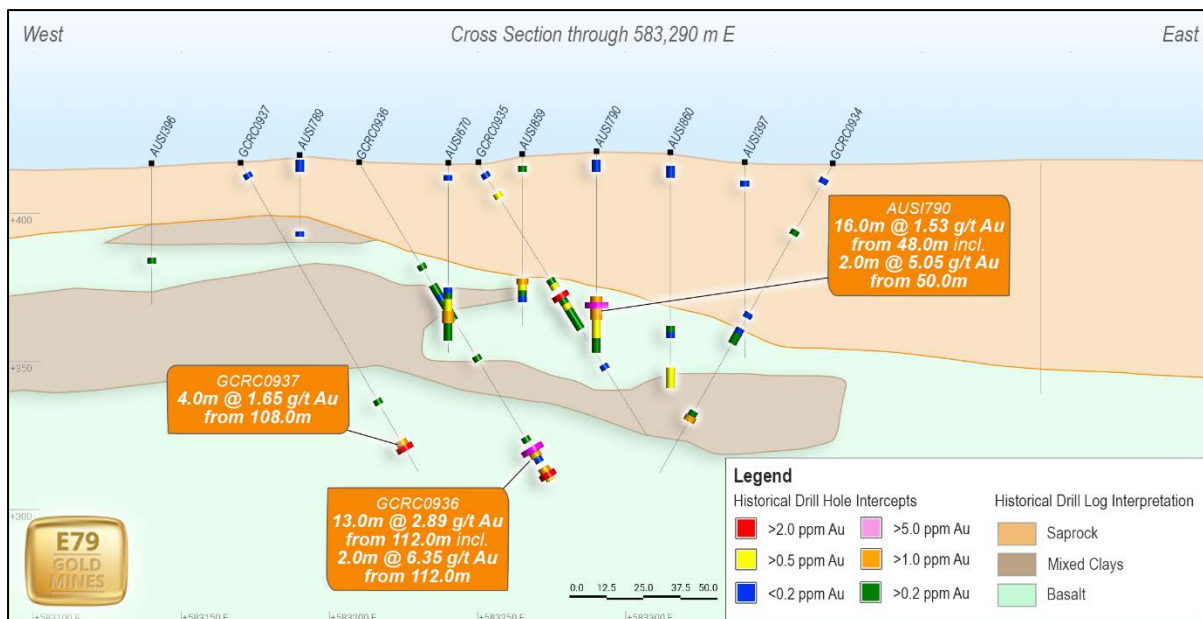 West
Cross Section through 583,290 m E
East
AUSI396
GCRC0937
AUSI789
GCRC0936
AUSI670
GCRC0935
AUSI859
AUSI790
AUSI860
AUSI397
GCRC0934
+400
+350
+300
AUSI790
16.0m @ 1.53 g/t Au
from 48.0m incl.
2.0m @ 5.05 g/t Au
from 50.0m
GCRC0937
4.0m @ 1.65 g/t Au
from 108.0m
GCRC0936
13.0m @ 2.89 g/t Au
from 112.0m incl.
2.0m @ 6.35 g/t Au
from 112.0m
E79
GOLD
MINES
0.0 12.5 25.0 37.5 50.0
Legend
Historical Drill Hole Intercepts
>2.0 ppm Au
>5.0 ppm Au
>0.5 ppm Au
>1.0 ppm Au
<0.2 ppm Au
>0.2 ppm Au
Historical Drill Log Interpretation
Saprock
Mixed Clays
Basalt
+583100 E
+583150 E
+583200 E
+583250 E
+583300 E